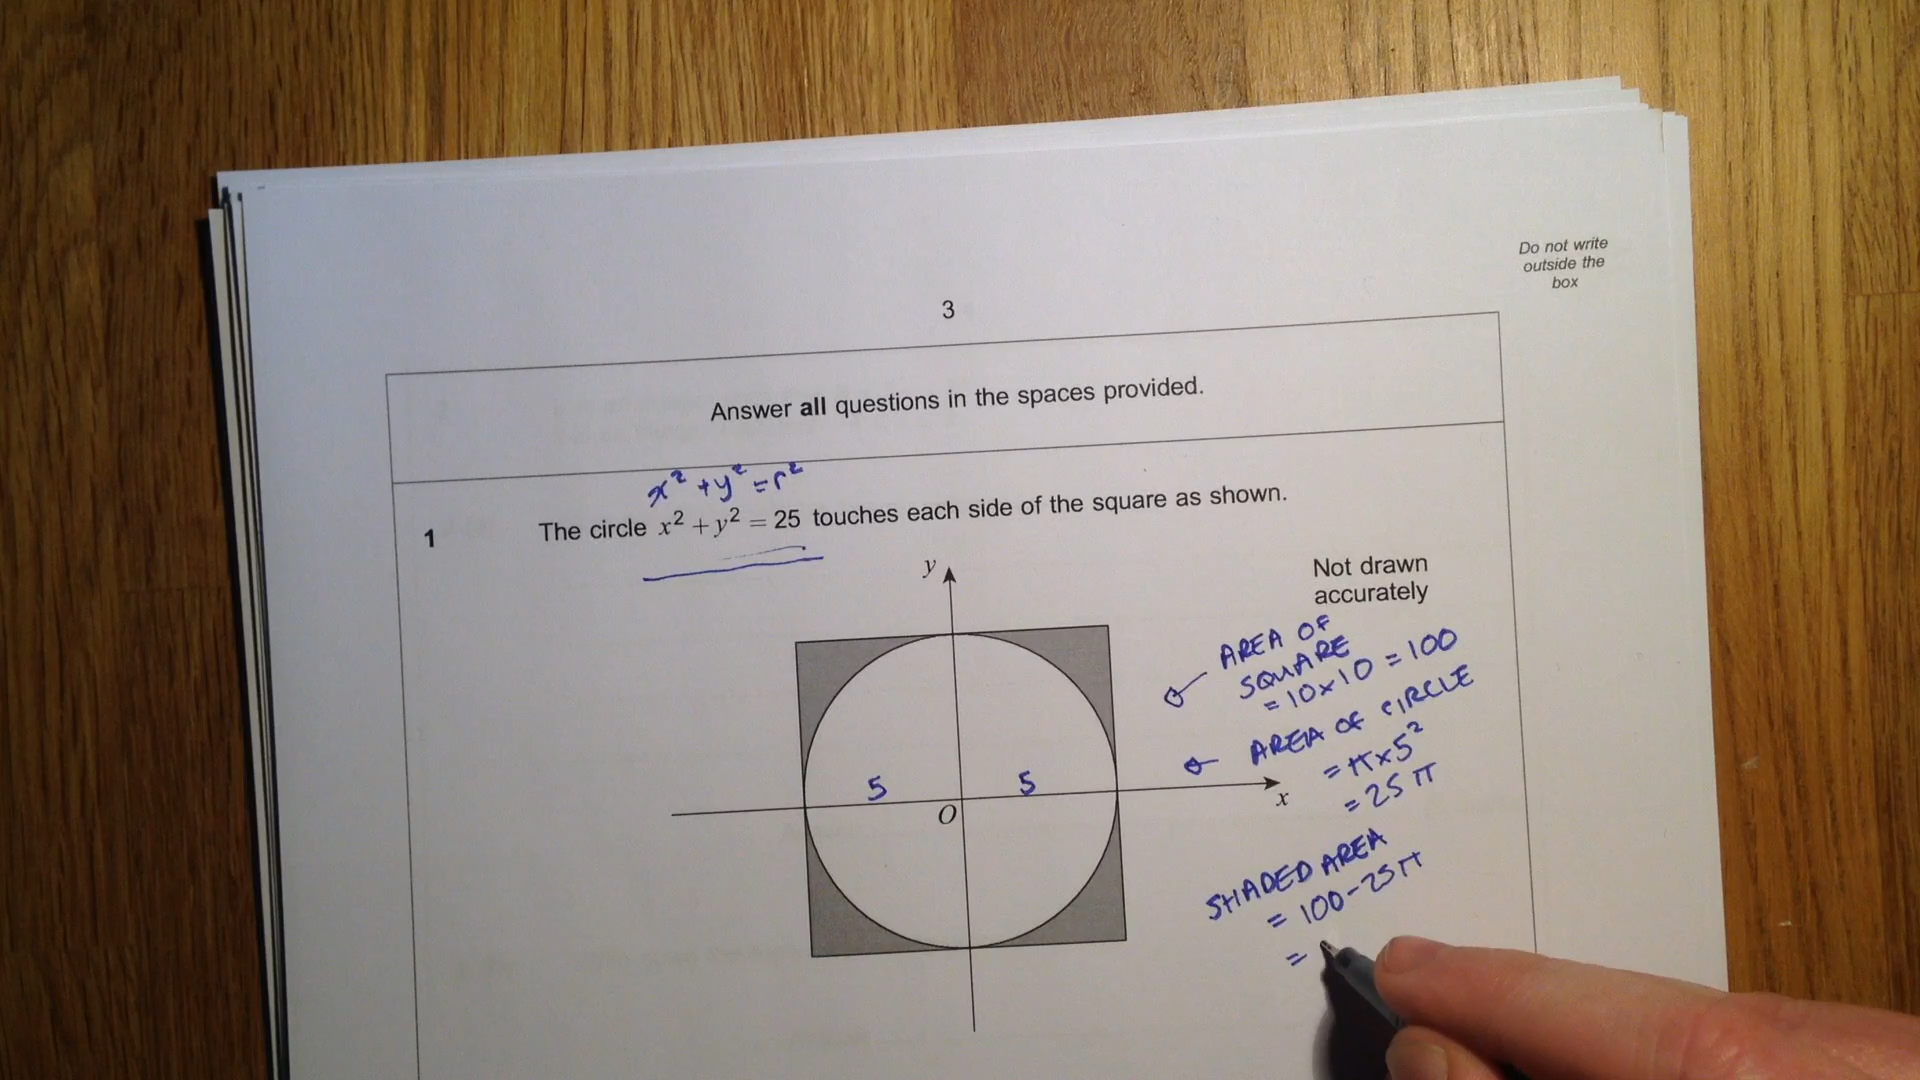 Do not write
outside the
box
3
Answer all questions in the spaces provided.
x² + y² = r²
1 The circle x² + y² = 25 touches each side of the square as shown.
Not drawn
accurately
y
AREA OF
SQUARE
= 10 × 10 = 100
AREA OF CIRCLE
= π × 5²
= 25 π
5 5
O
x
SHADED AREA
= 100 - 25 π
=